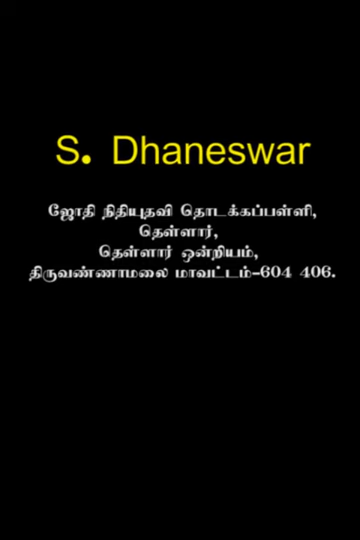 S. Dhaneswar
ஜோதி நிதியுதவி தொடக்கப்பள்ளி,
தெள்ளார்,
தெள்ளார் ஒன்றியம்,
திருவண்ணாமலை மாவட்டம்-604 406.